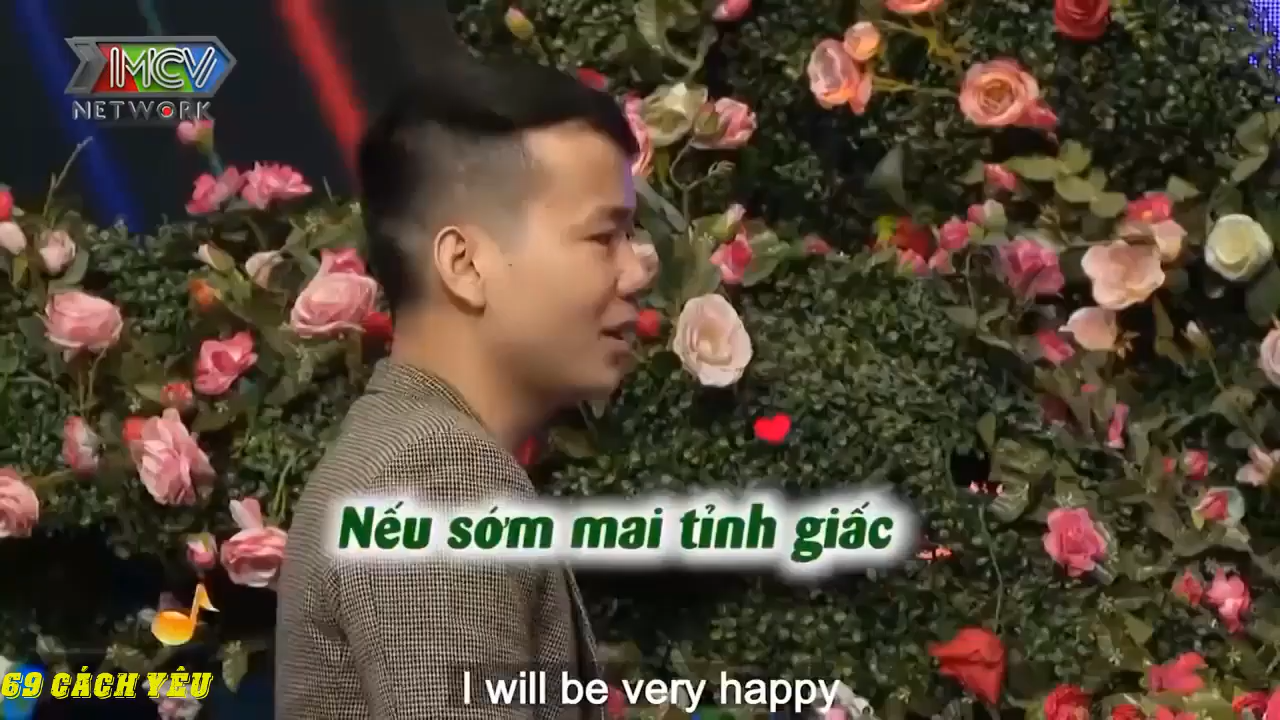 MCV
NETWORK
Nếu sớm mai tỉnh giấc
69 CÁCH YÊU
I will be very happy